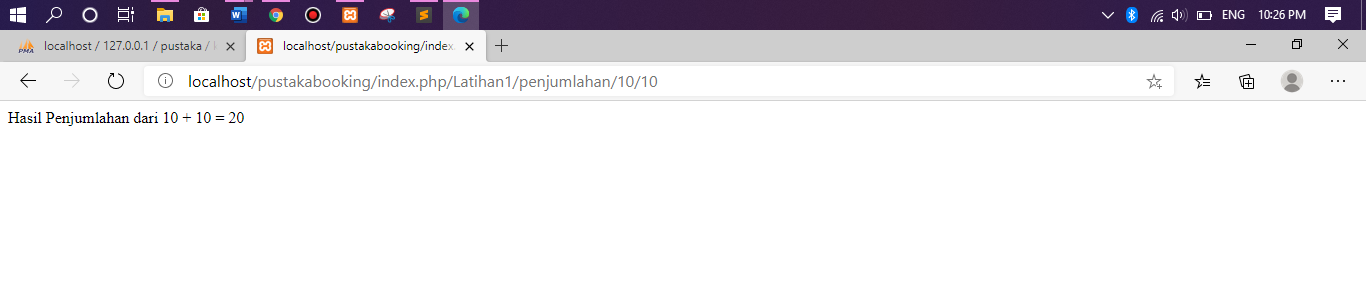 ENG 10:26 PM
localhost / 127.0.0.1 / pustaka /
localhost/pustakabooking/index
localhost/pustakabooking/index.php/Latihan1/penjumlahan/10/10
Hasil Penjumlahan dari 10 + 10 = 20